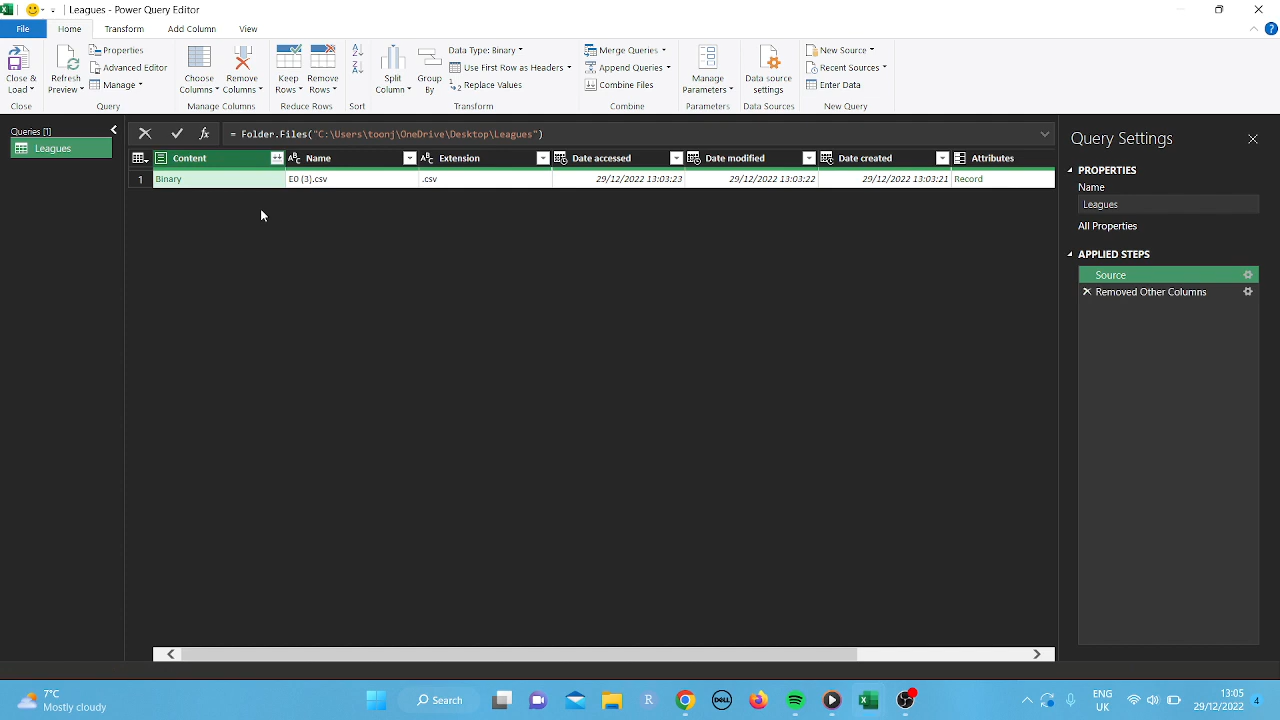 Leagues - Power Query Editor
File Home Transform Add Column View
Close & Load
Close
Refresh Preview
Properties
Advanced Editor
Manage
Query
Choose Columns
Remove Columns
Manage Columns
Keep Rows
Remove Rows
Reduce Rows
Sort
Split Column
Group By
Data Type: Binary
Use First Row as Headers
Replace Values
Transform
Merge Queries
Append Queries
Combine Files
Combine
Manage Parameters
Parameters
Data source settings
Data Sources
New Source
Recent Sources
Enter Data
New Query
Queries [1]
Leagues
= Folder.Files("C:\Users\toonj\OneDrive\Desktop\Leagues")
Content Name Extension Date accessed Date modified Date created Attributes
1 Binary E0 (3).csv .csv 29/12/2022 13:03:23 29/12/2022 13:03:22 29/12/2022 13:03:21 Record
Query Settings
PROPERTIES
Name
Leagues
All Properties
APPLIED STEPS
Source
Removed Other Columns
7°C
Mostly cloudy
Search
R
DELL
ENG
UK
13:05
29/12/2022
4